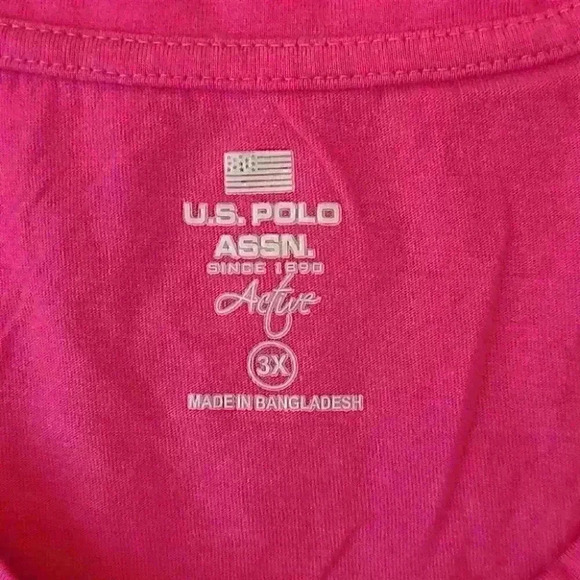 U.S. POLO
ASSN.
SINCE 1890
Active
3X
MADE IN BANGLADESH